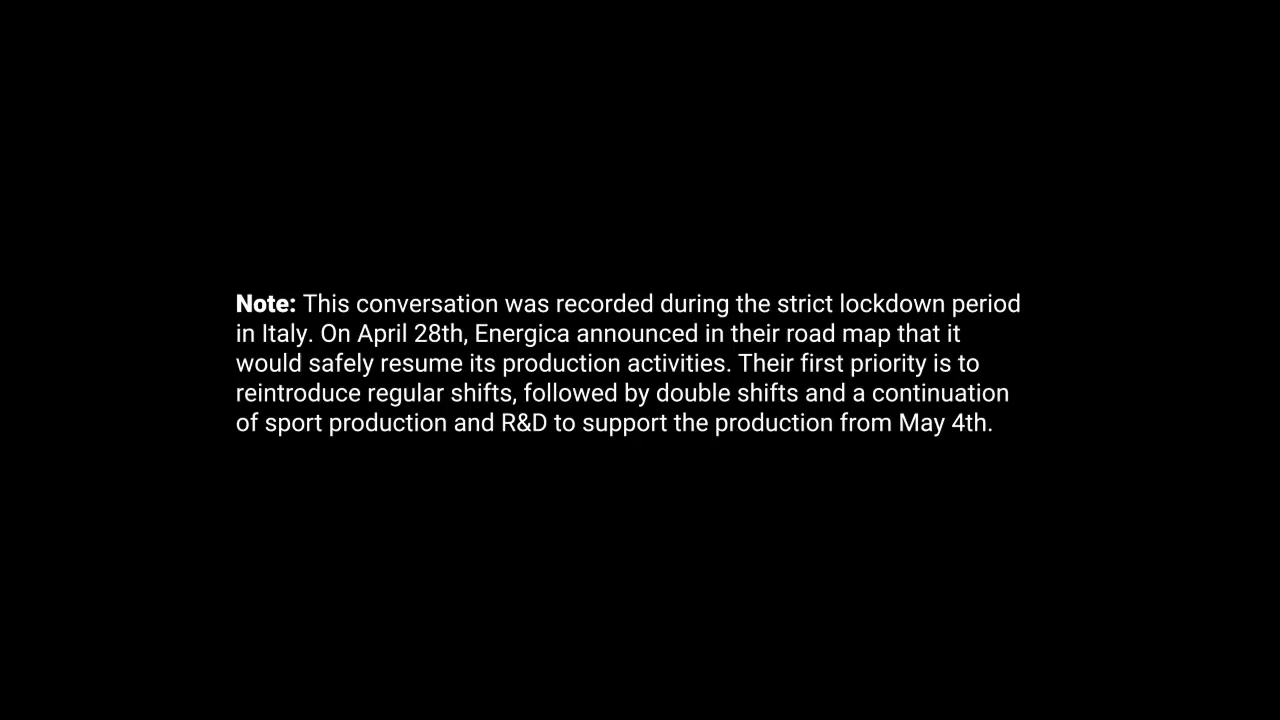 Note: This conversation was recorded during the strict lockdown period
in Italy. On April 28th, Energica announced in their road map that it
would safely resume its production activities. Their first priority is to
reintroduce regular shifts, followed by double shifts and a continuation
of sport production and R&D to support the production from May 4th.